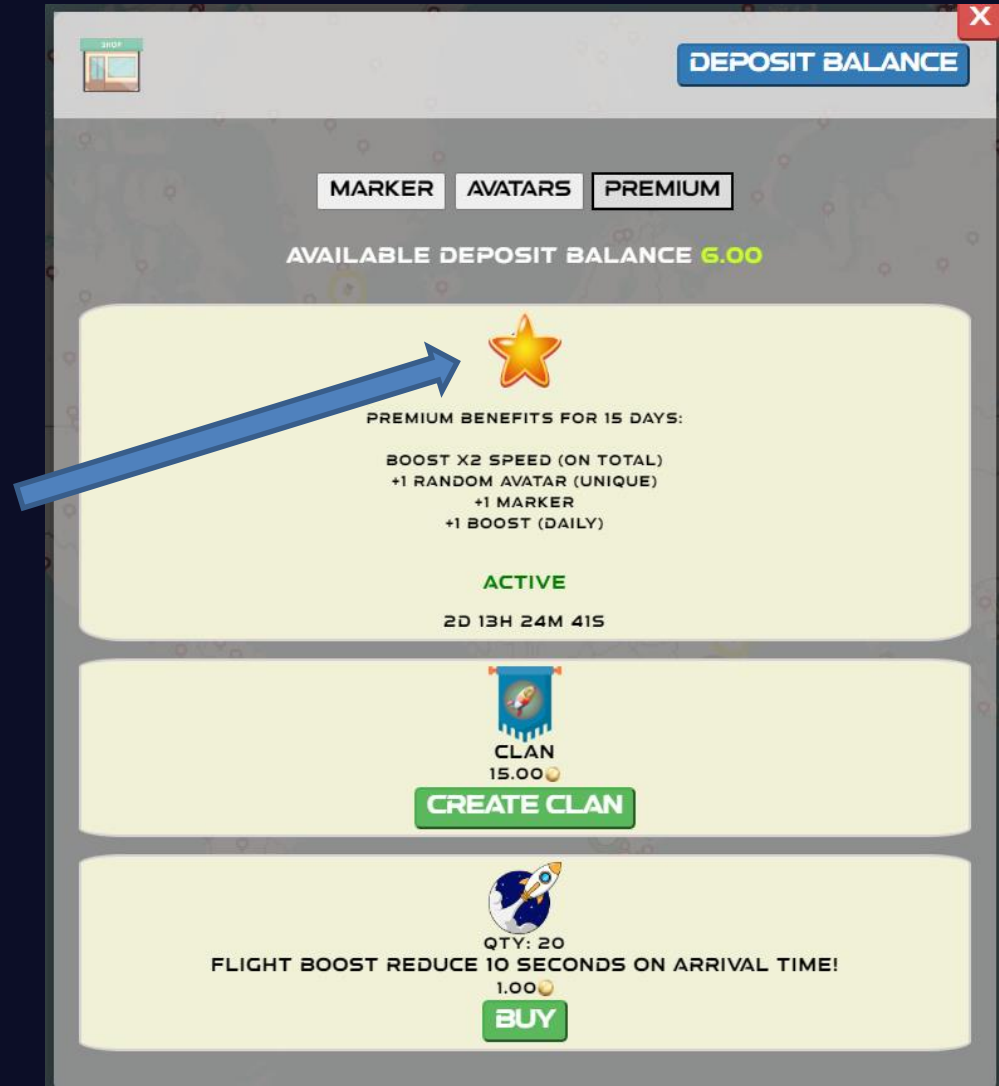 X
SHOP
DEPOSIT BALANCE
MARKER AVATARS PREMIUM
AVAILABLE DEPOSIT BALANCE 6.00
PREMIUM BENEFITS FOR 15 DAYS:
BOOST X2 SPEED (ON TOTAL)
+1 RANDOM AVATAR (UNIQUE)
+1 MARKER
+1 BOOST (DAILY)
ACTIVE
2D 13H 24M 41S
CLAN
15.00
CREATE CLAN
QTY: 20
FLIGHT BOOST REDUCE 10 SECONDS ON ARRIVAL TIME!
1.00
BUY